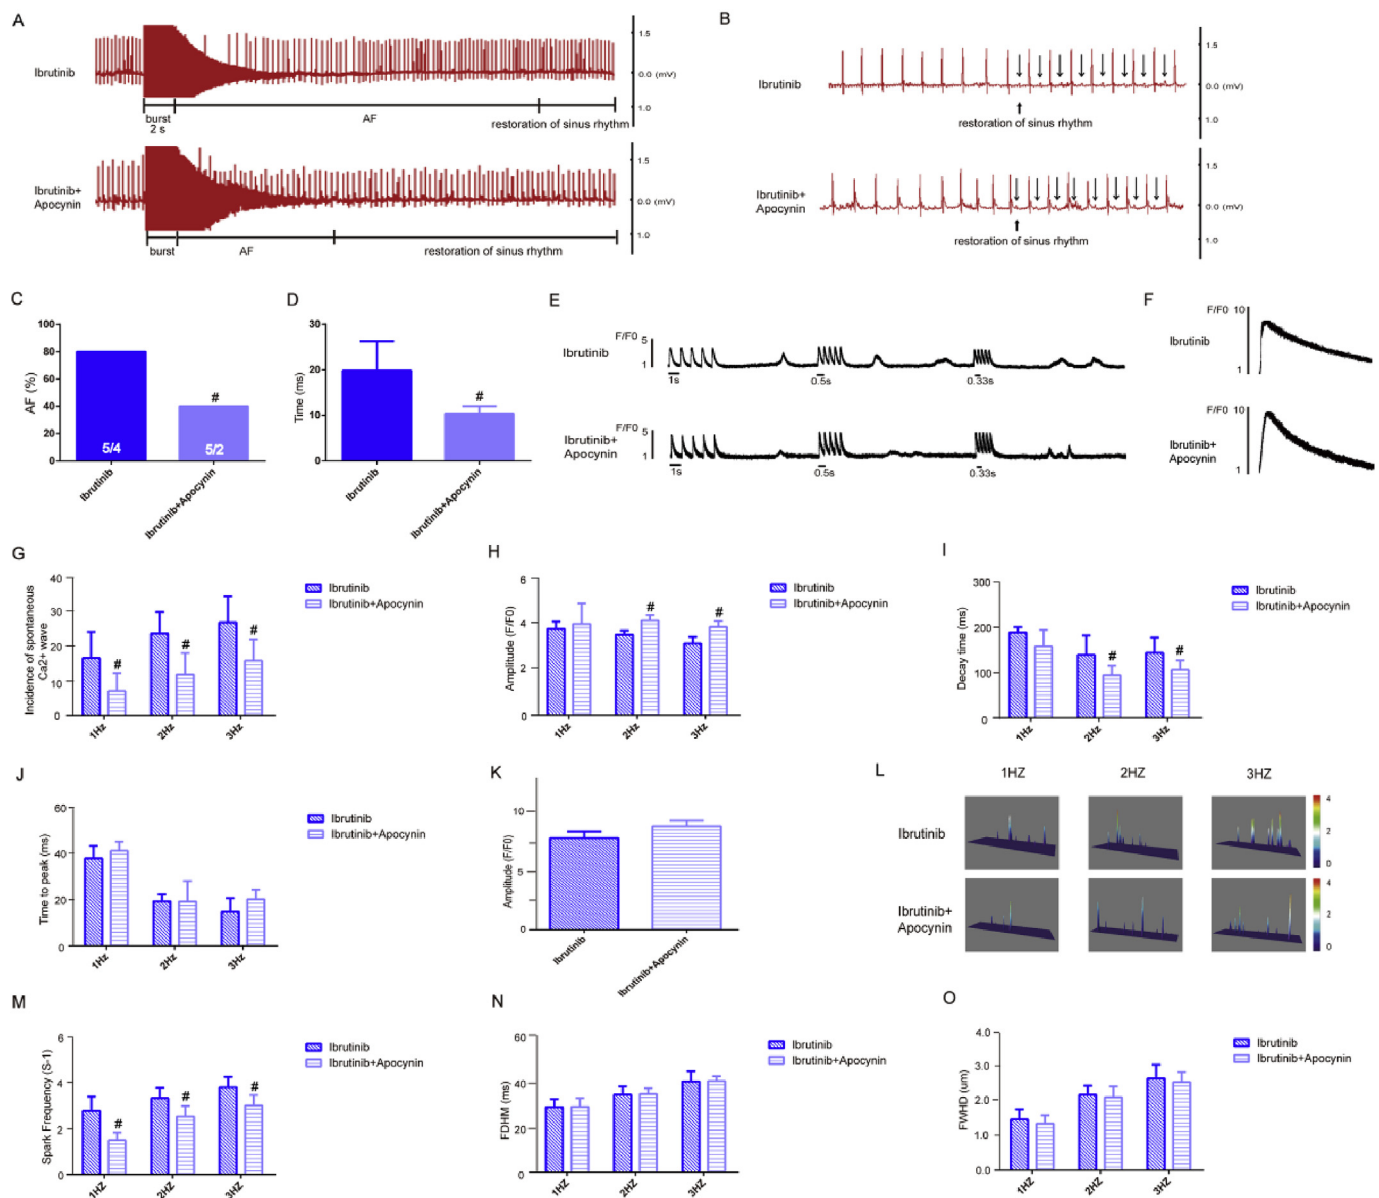 A
Ibrutinib
1.5
0.0 (mV)
1.0
burst
2 s
AF
restoration of sinus rhythm
Ibrutinib+
Apocynin
1.5
0.0 (mV)
1.0
burst
AF
restoration of sinus rhythm
B
Ibrutinib
1.5
0.0 (mV)
1.0
restoration of sinus rhythm
Ibrutinib+
Apocynin
1.5
0.0 (mV)
1.0
restoration of sinus rhythm
C
AF (%)
100
80
60
40
20
0
#
5/4
5/2
Ibrutinib
Ibrutinib+Apocynin
D
Time (ms)
30
20
10
0
#
Ibrutinib
Ibrutinib+Apocynin
E
Ibrutinib
F/F0
5
1
1s
0.5s
0.33s
Ibrutinib+
Apocynin
F/F0
5
1
1s
0.5s
0.33s
F
Ibrutinib
F/F0
10
1
Ibrutinib+
Apocynin
F/F0
10
1
G
Incidence of spontaneous
Ca2+ wave
40
30
20
10
0
# # #
1Hz 2Hz 3Hz
Ibrutinib
Ibrutinib+Apocynin
H
Amplitude (F/F0)
6
4
2
0
# #
1Hz 2Hz 3Hz
Ibrutinib
Ibrutinib+Apocynin
I
Decay time (ms)
300
200
100
0
# #
1Hz 2Hz 3Hz
Ibrutinib
Ibrutinib+Apocynin
J
Time to peak (ms)
60
40
20
0
1Hz 2Hz 3Hz
Ibrutinib
Ibrutinib+Apocynin
K
Amplitude (F/F0)
10
5
0
Ibrutinib
Ibrutinib+Apocynin
L
1HZ 2HZ 3HZ
Ibrutinib
4
2
0
Ibrutinib+
Apocynin
4
2
0
M
Spark Frequency (S-1)
6
4
2
0
# # #
1HZ 2HZ 3HZ
Ibrutinib
Ibrutinib+Apocynin
N
FDHM (ms)
60
40
20
0
1HZ 2HZ 3HZ
Ibrutinib
Ibrutinib+Apocynin
O
FWHD (um)
4.0
3.0
2.0
1.0
0.0
1HZ 2HZ 3HZ
Ibrutinib
Ibrutinib+Apocynin